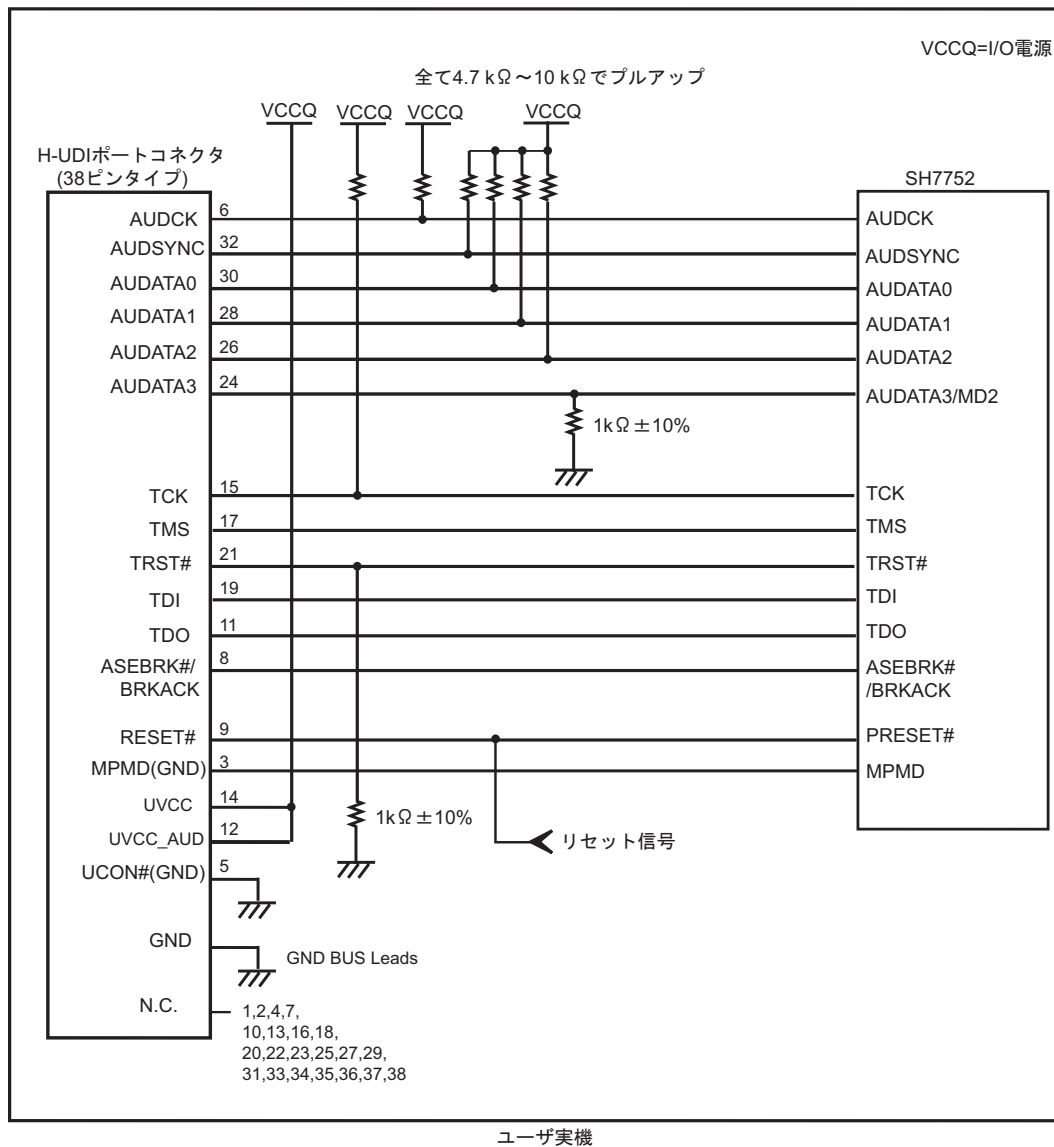 VCCQ=I/O電源
全て4.7 kΩ～10 kΩでプルアップ
VCCQ VCCQ VCCQ VCCQ
H-UDIポートコネクタ
(38ピンタイプ)
SH7752
AUDCK 6 AUDCK
AUDSYNC 32 AUDSYNC
AUDATA0 30 AUDATA0
AUDATA1 28 AUDATA1
AUDATA2 26 AUDATA2
AUDATA3 24 AUDATA3/MD2
1kΩ±10%
TCK 15 TCK
TMS 17 TMS
TRST# 21 TRST#
TDI 19 TDI
TDO 11 TDO
ASEBRK#/ 8 ASEBRK#
BRKACK /BRKACK
RESET# 9 PRESET#
MPMD(GND) 3 MPMD
UVCC 14
1kΩ±10%
UVCC_AUD 12
リセット信号
UCON#(GND) 5
GND
GND BUS Leads
N.C. 1,2,4,7,
10,13,16,18,
20,22,23,25,27,29,
31,33,34,35,36,37,38
ユーザ実機